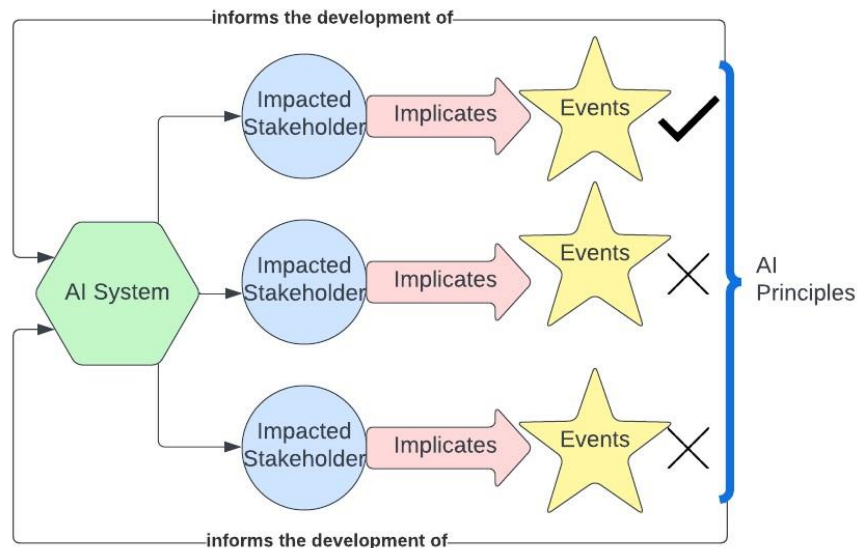 informs the development of
Impacted
Stakeholder
Implicates
Events
AI System
Impacted
Stakeholder
Implicates
Events
AI
Principles
Impacted
Stakeholder
Implicates
Events
informs the development of